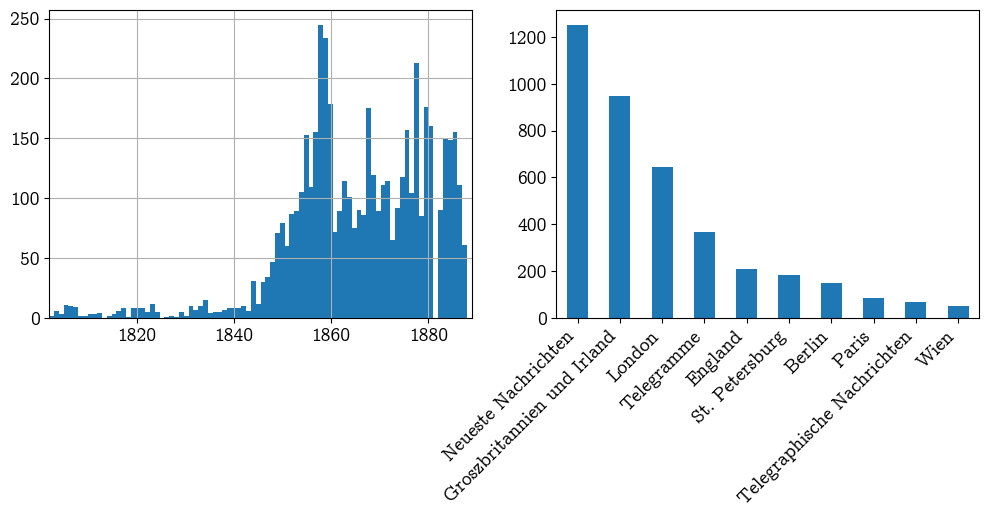 250
200
150
100
50
0
1820 1840 1860 1880
1200
1000
800
600
400
200
0
Neueste Nachrichten
Groszbritannien und Irland
London
Telegramme
England
St. Petersburg
Berlin
Paris
Telegraphische Nachrichten
Wien